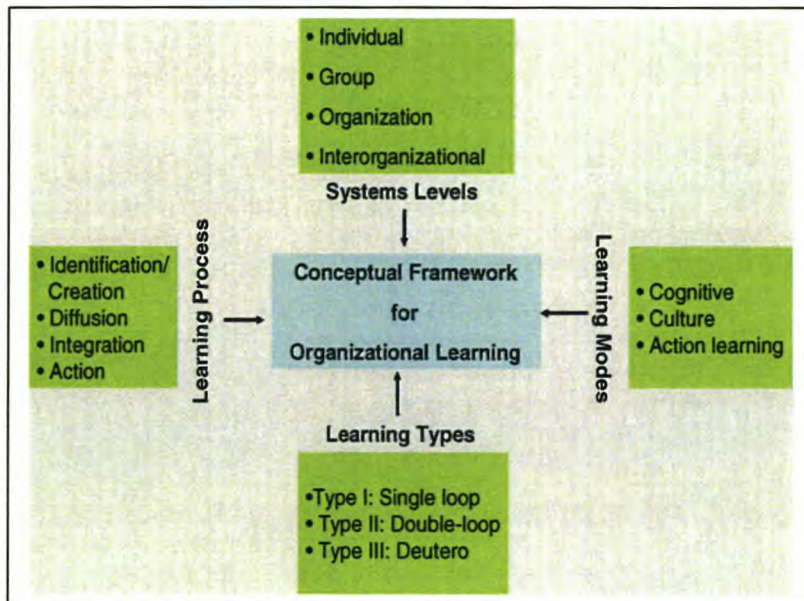 • Individual
• Group
• Organization
• Interorganizational
Systems Levels
• Identification/
Creation
• Diffusion
• Integration
• Action
Learning Process
Conceptual Framework
for
Organizational Learning
Learning Modes
• Cognitive
• Culture
• Action learning
Learning Types
•Type I: Single loop
• Type II: Double-loop
• Type III: Deutero